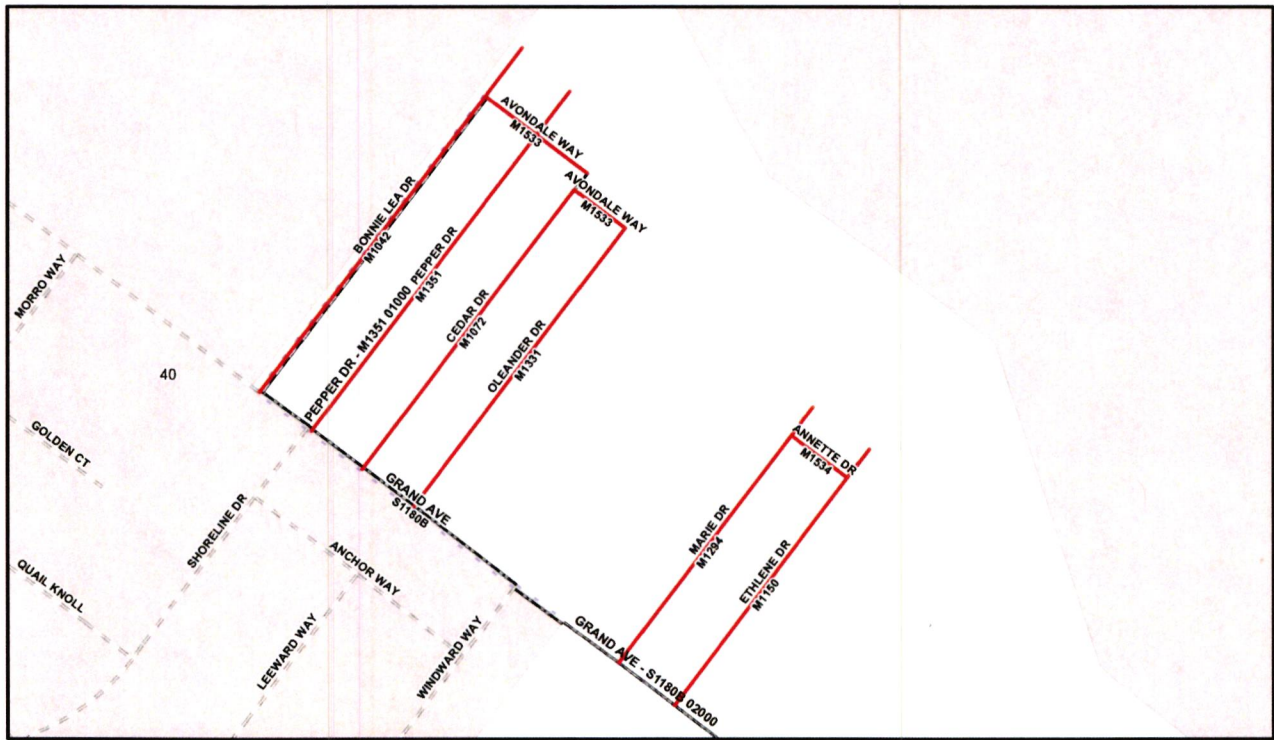 AVONDALE WAY
M1533
AVONDALE WAY
M1533
BONNIE LEA DR
M1042
PEPPER DR - M1351 01000 PEPPER DR
M1351
CEDAR DR
M1072
OLEANDER DR
M1331
MORRO WAY
40
GOLDEN CT
GRAND AVE
S1180B
SHORELINE DR
ANCHOR WAY
QUAIL KNOLL
LEEWARD WAY
WINDWARD WAY
ANNETTE DR
M1534
MARIE DR
M1294
ETHLENE DR
M1150
GRAND AVE - S1180B 02000